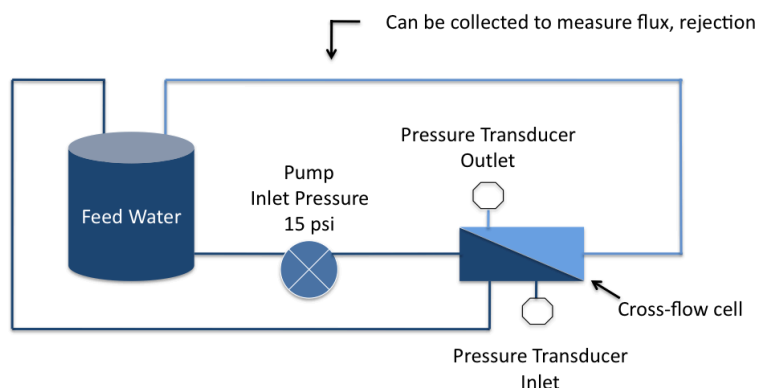 Can be collected to measure flux, rejection
Pressure Transducer
Outlet
Pump
Inlet Pressure
15 psi
Feed Water
Cross-flow cell
Pressure Transducer
Inlet